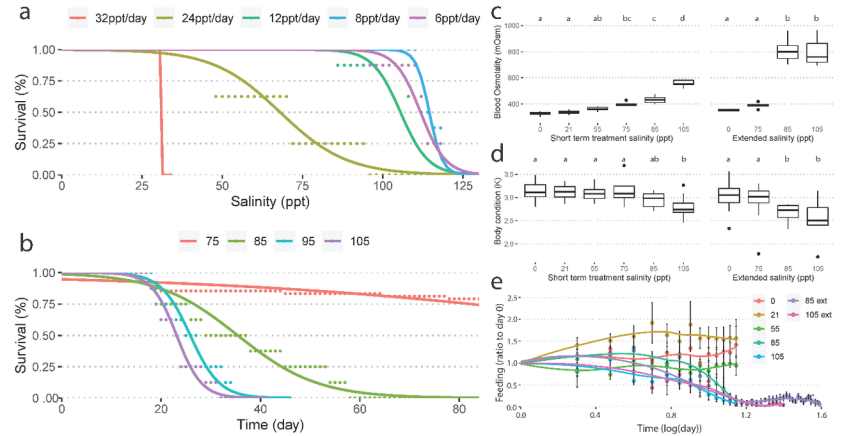 a
32ppt/day 24ppt/day 12ppt/day 8ppt/day 6ppt/day
Survival (%)
1.00
0.75
0.50
0.25
0.00
0 25 50 75 100 125
Salinity (ppt)
b
75 85 95 105
Survival (%)
1.00
0.75
0.50
0.25
0.00
0 20 40 60 80
Time (day)
c
Blood Osmolality (mOsm)
1000
800
600
400
a a ab bc c d a a b b
0 21 55 75 85 105 0 75 85 105
Short term treatment salinity (ppt) Extended salinity (ppt)
d
Body condition (K)
3.5
3.0
2.5
2.0
a a a a ab b a a b b
0 21 55 75 85 105 0 75 85 105
Short term treatment salinity (ppt) Extended salinity (ppt)
e
Feeding (ratio to day 0)
2.5
2.0
1.5
1.0
0.5
0.0
0.0 0.4 0.8 1.2 1.6
Time (log(day))
0 85 ext
21 105 ext
55
85
105